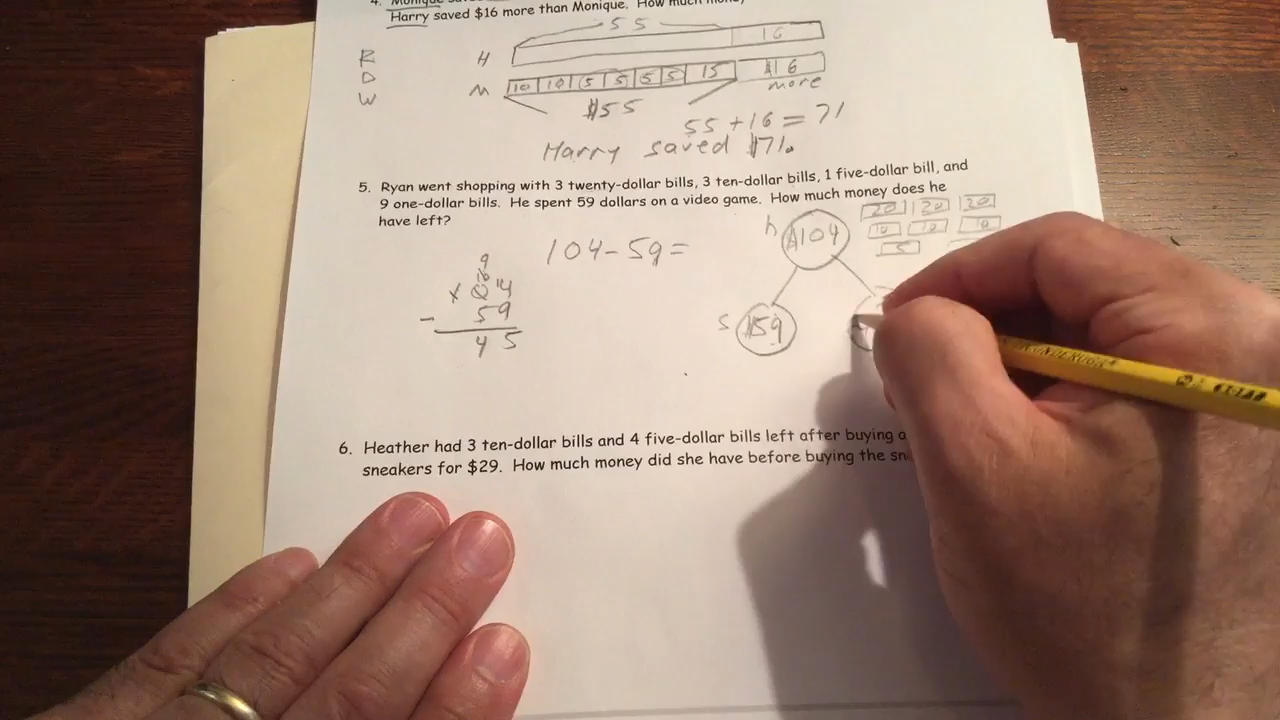 Harry saved $16 more than Monique. How much money
55
16
R
H
D
M
10 10 5 5 5 5 15 $16
W
more
$55
55 + 16 = 71
Harry saved $71.
5. Ryan went shopping with 3 twenty-dollar bills, 3 ten-dollar bills, 1 five-dollar bill, and
9 one-dollar bills. He spent 59 dollars on a video game. How much money does he
have left?
20 20 20
10 10 10
5
h $104
104 - 59 =
9
10
14
59
-
45
s $59
6. Heather had 3 ten-dollar bills and 4 five-dollar bills left after buying
sneakers for $29. How much money did she have before buying the